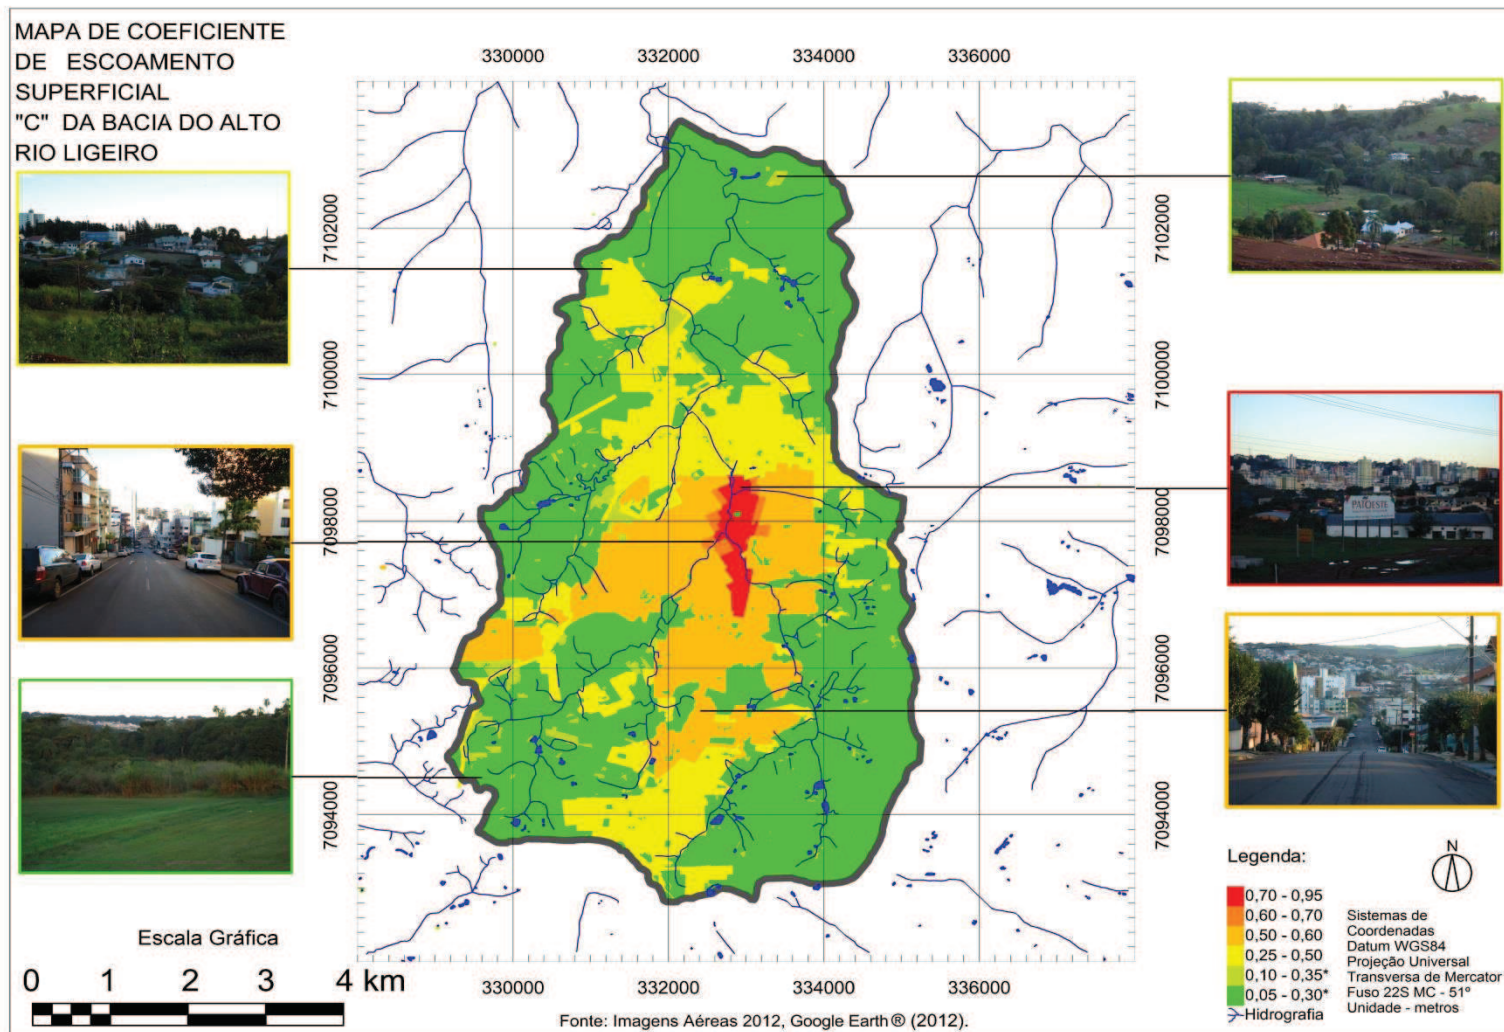 MAPA DE COEFICIENTE
DE ESCOAMENTO
SUPERFICIAL
"C" DA BACIA DO ALTO
RIO LIGEIRO
330000
332000
334000
336000
7102000
7100000
7098000
7096000
7094000
7102000
7100000
7098000
7096000
7094000
PATOESTE
330000
332000
334000
336000
Escala Gráfica
0 1 2 3 4 km
Fonte: Imagens Aéreas 2012, Google Earth® (2012).
N
Legenda:
0,70 - 0,95
0,60 - 0,70
0,50 - 0,60
0,25 - 0,50
0,10 - 0,35*
0,05 - 0,30*
Hidrografia
Sistemas de
Coordenadas
Datum WGS84
Projeção Universal
Transversa de Mercator
Fuso 22S MC - 51º
Unidade - metros